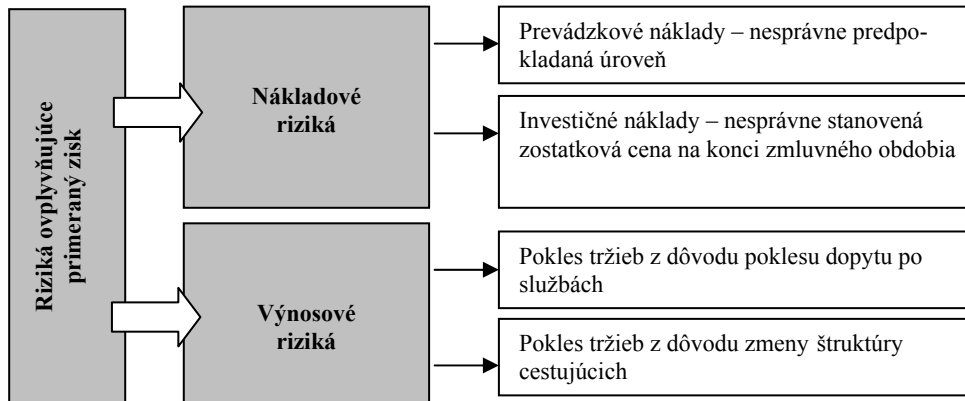 Riziká ovplyvňujúce
primeraný zisk
Nákladové
riziká
Prevádzkové náklady – nesprávne predpo-
kladaná úroveň
Investičné náklady – nesprávne stanovená
zostatková cena na konci zmluvného obdobia
Výnosové
riziká
Pokles tržieb z dôvodu poklesu dopytu po
službách
Pokles tržieb z dôvodu zmeny štruktúry
cestujúcich